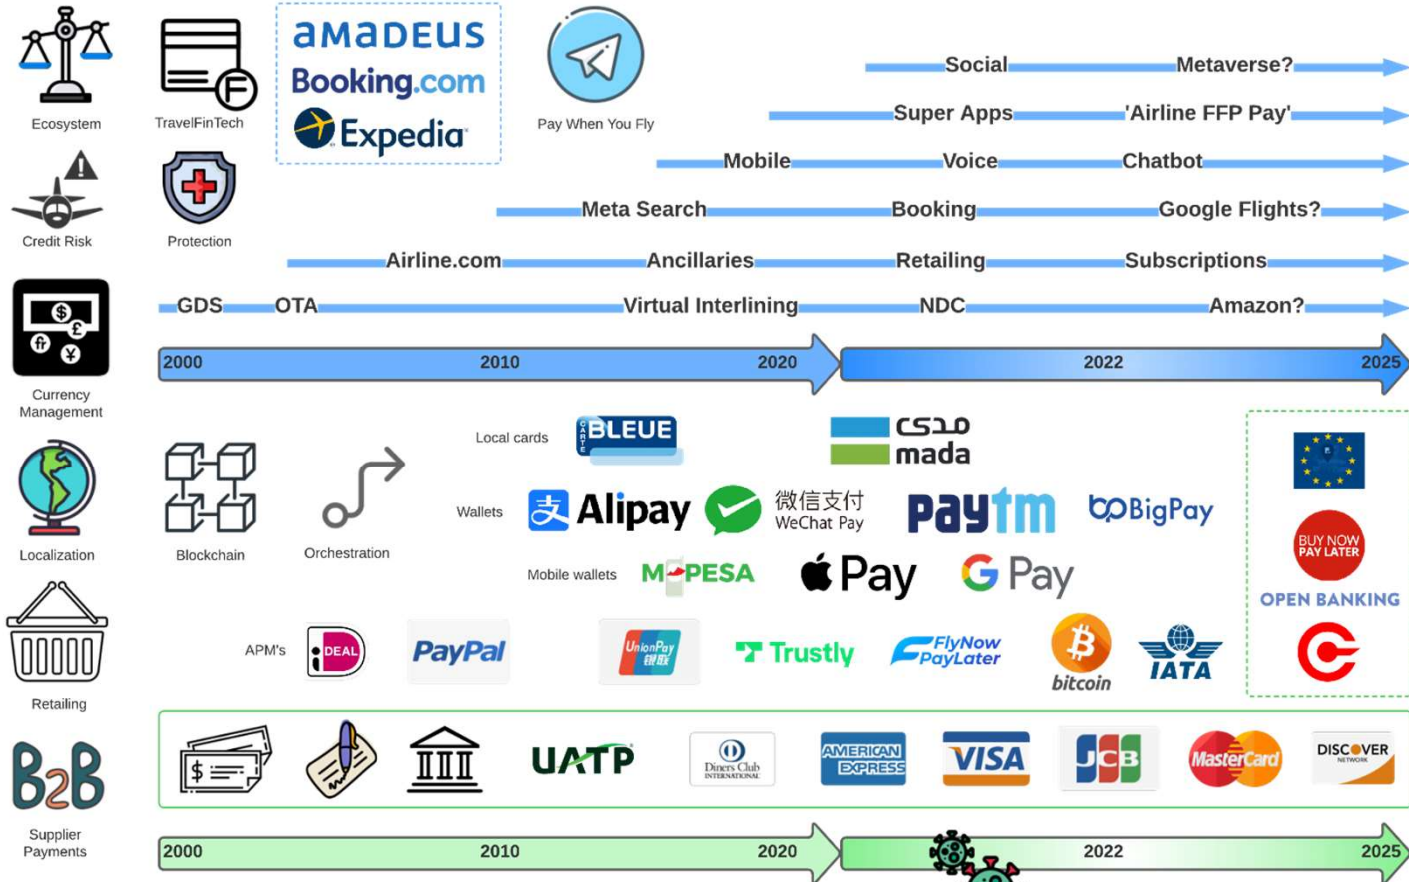 amadeus
Booking.com
Expedia
Ecosystem
TravelFinTech
F
Pay When You Fly
Social
Metaverse?
Super Apps
'Airline FFP Pay'
Mobile
Voice
Chatbot
Credit Risk
Protection
Meta Search
Booking
Google Flights?
Airline.com
Ancillaries
Retailing
Subscriptions
GDS
OTA
Virtual Interlining
NDC
Amazon?
$
£
¥
2000
2010
2020
2022
2025
Currency
Management
Local cards
CARTE
BLEUE
مدى
mada
Wallets
支 Alipay
微信支付
WeChat Pay
paytm
BigPay
BUY NOW
PAY LATER
Localization
Blockchain
Orchestration
Mobile wallets
M-PESA
Pay
G Pay
OPEN BANKING
APM's
iDEAL
PayPal
UnionPay
银联
Trustly
FlyNow
PayLater
bitcoin
IATA
Retailing
$
UATP
Diners Club
INTERNATIONAL
AMERICAN
EXPRESS
VISA
JCB
MasterCard
DISCOVER
NETWORK
B2B
Supplier
Payments
2000
2010
2020
2022
2025